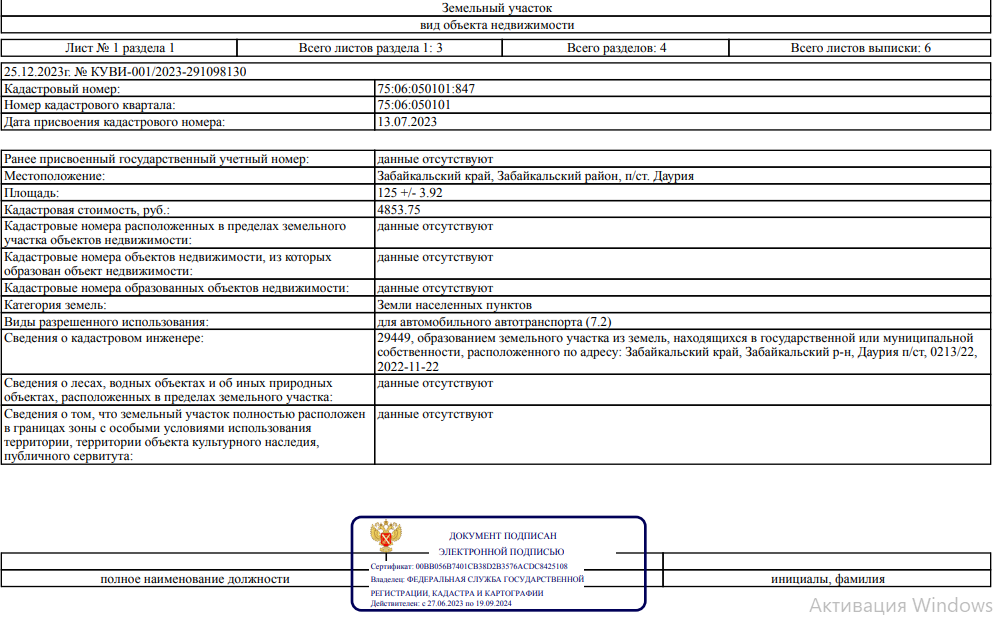 Земельный участок
вид объекта недвижимости
Лист № 1 раздела 1
Всего листов раздела 1: 3
Всего разделов: 4
Всего листов выписки: 6
25.12.2023г. № КУВИ-001/2023-291098130
Кадастровый номер:
75:06:050101:847
Номер кадастрового квартала:
75:06:050101
Дата присвоения кадастрового номера:
13.07.2023
Ранее присвоенный государственный учетный номер:
данные отсутствуют
Местоположение:
Забайкальский край, Забайкальский район, п/ст. Даурия
Площадь:
125 +/- 3.92
Кадастровая стоимость, руб.:
4853.75
Кадастровые номера расположенных в пределах земельного
участка объектов недвижимости:
данные отсутствуют
Кадастровые номера объектов недвижимости, из которых
образован объект недвижимости:
данные отсутствуют
Кадастровые номера образованных объектов недвижимости:
данные отсутствуют
Категория земель:
Земли населенных пунктов
Виды разрешенного использования:
для автомобильного автотранспорта (7.2)
Сведения о кадастровом инженере:
29449, образованием земельного участка из земель, находящихся в государственной или муниципальной
собственности, расположенного по адресу: Забайкальский край, Забайкальский р-н, Даурия п/ст, 0213/22,
2022-11-22
Сведения о лесах, водных объектах и об иных природных
объектах, расположенных в пределах земельного участка:
данные отсутствуют
Сведения о том, что земельный участок полностью расположен
в границах зоны с особыми условиями использования
территории, территории объекта культурного наследия,
публичного сервитута:
данные отсутствуют
ДОКУМЕНТ ПОДПИСАН
ЭЛЕКТРОННОЙ ПОДПИСЬЮ
Сертификат: 00BB056B7401CB38D2B3576ACDC8425108
Владелец: ФЕДЕРАЛЬНАЯ СЛУЖБА ГОСУДАРСТВЕННОЙ
РЕГИСТРАЦИИ, КАДАСТРА И КАРТОГРАФИИ
Действителен: с 27.06.2023 по 19.09.2024
полное наименование должности
инициалы, фамилия
Активация Windows